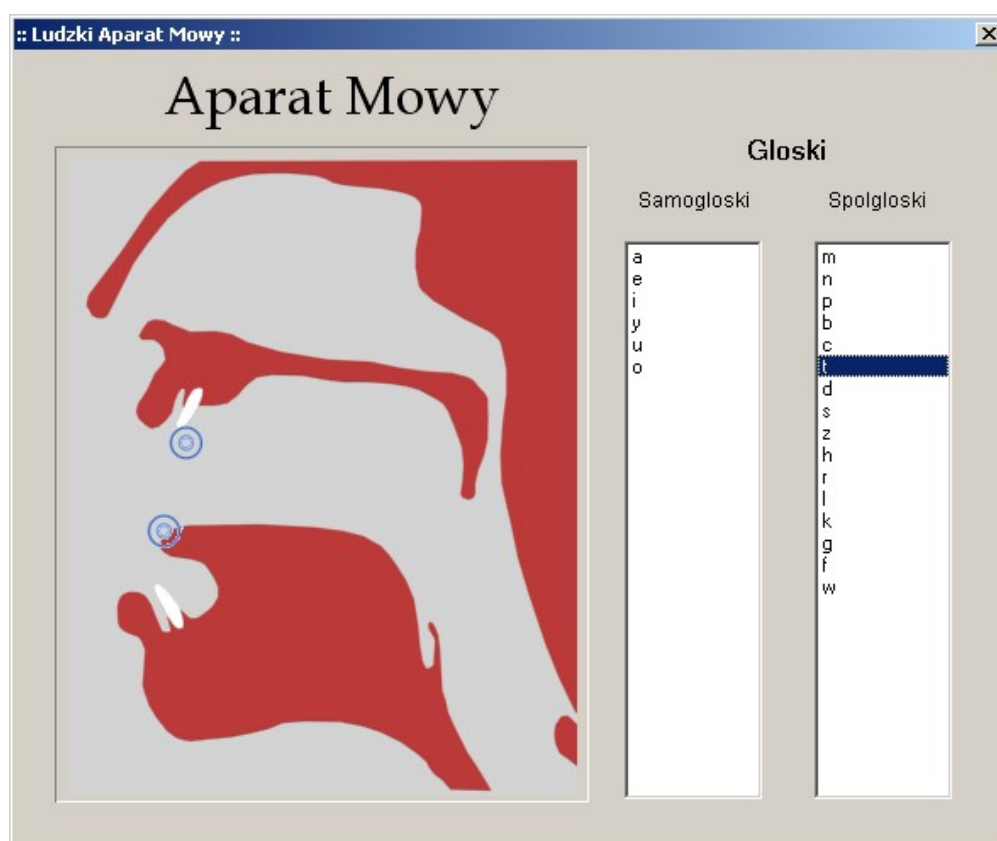 :: Ludzki Aparat Mowy ::
Aparat Mowy
Gloski
Samogloski
Spolgloski
a
e
i
y
u
o
m
n
p
b
c
t
d
s
z
h
r
l
k
g
f
w